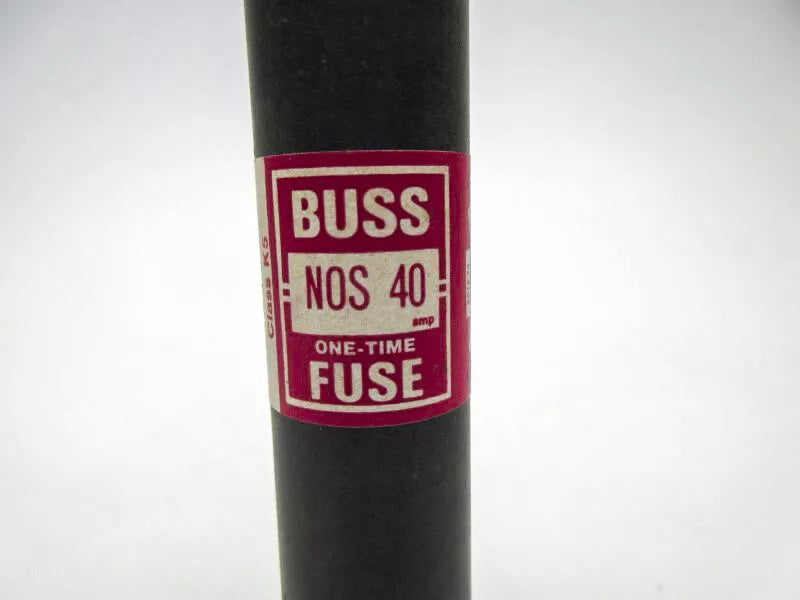 BUSS
NOS 40
amp
ONE-TIME
FUSE
Class K5